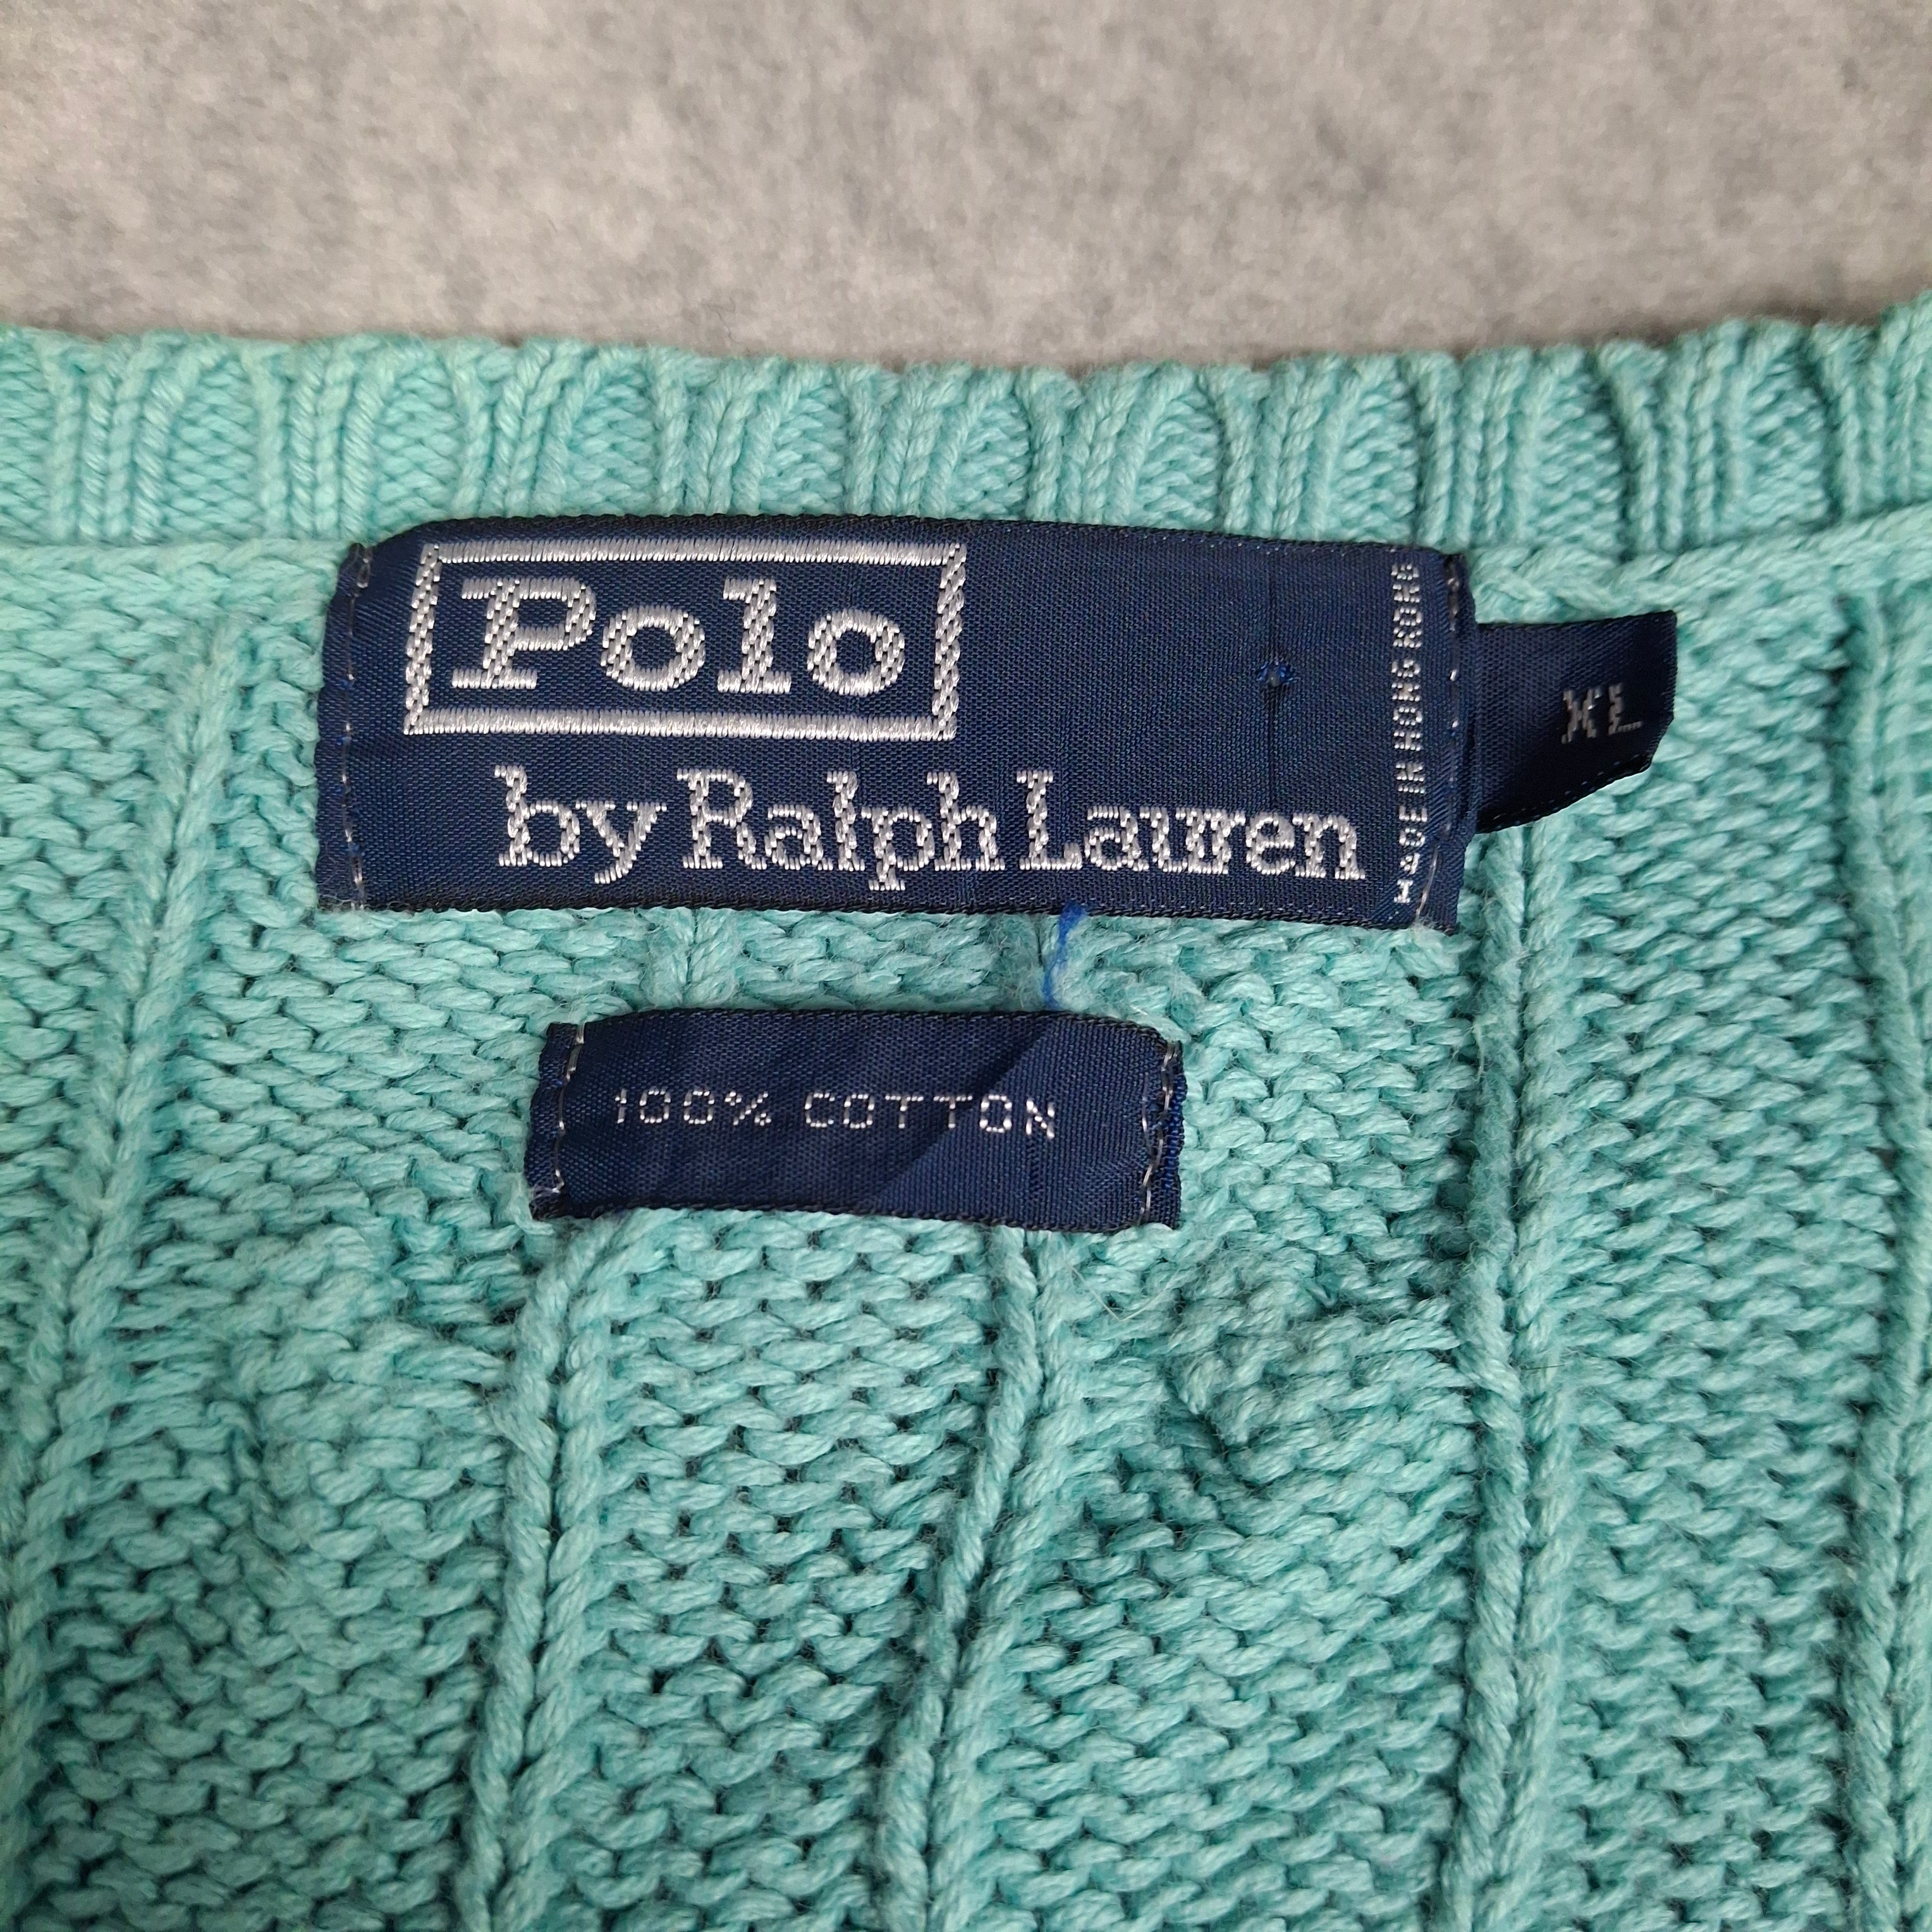 Polo
by Ralph Lauren
MADE IN HONG KONG
XL
100% COTTON